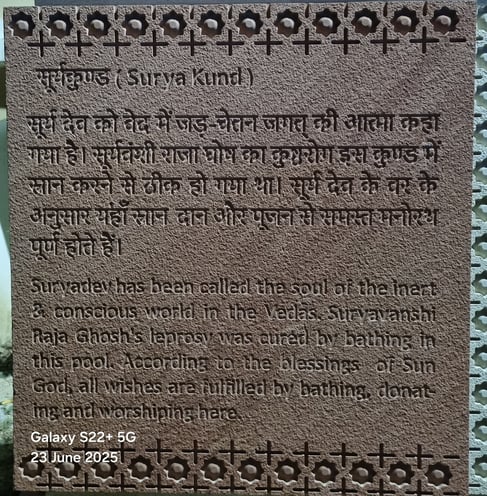 सूर्यकुण्ड ( Surya Kund )
सूर्य देव को वेद में जड़-चेतन जगत् की आत्मा कहा
गया है। सूर्यवंशी राजा घोष का कुष्ठरोग इस कुण्ड में
स्नान करने से ठीक हो गया था। सूर्य देव के वर के
अनुसार यहाँ स्नान दान और पूजन से समस्त मनोरथ
पूर्ण होते हैं।
Suryadev has been called the soul of the inert
& conscious world in the Vedas. Suryavanshi
Raja Ghosh's leprosy was cured by bathing in
this pool. According to the blessings of Sun
God, all wishes are fulfilled by bathing, donat-
ing and worshiping here.
Galaxy S22+ 5G
23 June 2025